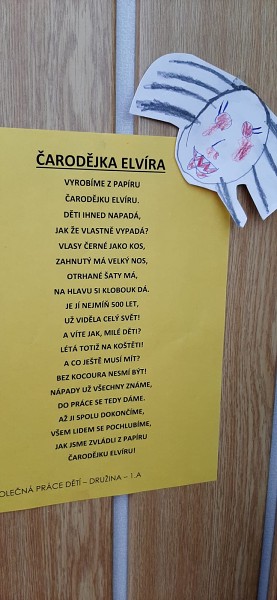 ČARODĚJKA ELVÍRA
VYROBÍME Z PAPÍRU
ČARODĚJKU ELVÍRU.
DĚTI IHNED NAPADÁ,
JAK ŽE VLASTNĚ VYPADÁ?
VLASY ČERNÉ JAKO KOS,
ZAHNUTÝ MÁ VELKÝ NOS,
OTRHANÉ ŠATY MÁ,
NA HLAVU SI KLOBOUK DÁ.
JE JÍ NEJMÍŇ 500 LET,
UŽ VIDĚLA CELÝ SVĚT!
A VÍTE JAK, MILÉ DĚTI?
LÉTÁ TOTIŽ NA KOŠTĚTI!
A CO JEŠTĚ MUSÍ MÍT?
BEZ KOCOURA NESMÍ BÝT!
NÁPADY UŽ VŠECHNY ZNÁME,
DO PRÁCE SE TEDY DÁME.
AŽ JI SPOLU DOKONČÍME,
VŠEM LIDEM SE POCHLUBÍME,
JAK JSME ZVLÁDLI Z PAPÍRU
ČARODĚJKU ELVÍRU!
OLEČNÁ PRÁCE DĚTÍ – DRUŽINA – 1.A